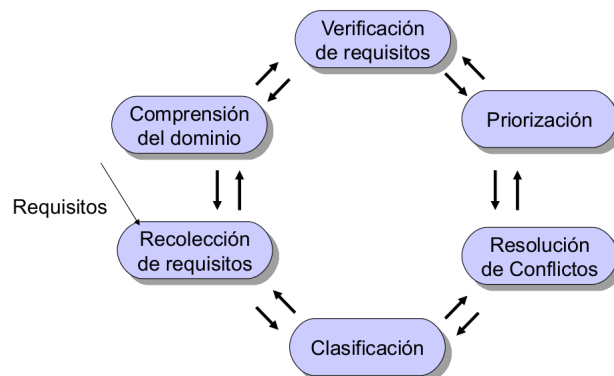 Verificación
de requisitos
Comprensión
del dominio
Priorización
Requisitos
Recolección
de requisitos
Resolución
de Conflictos
Clasificación